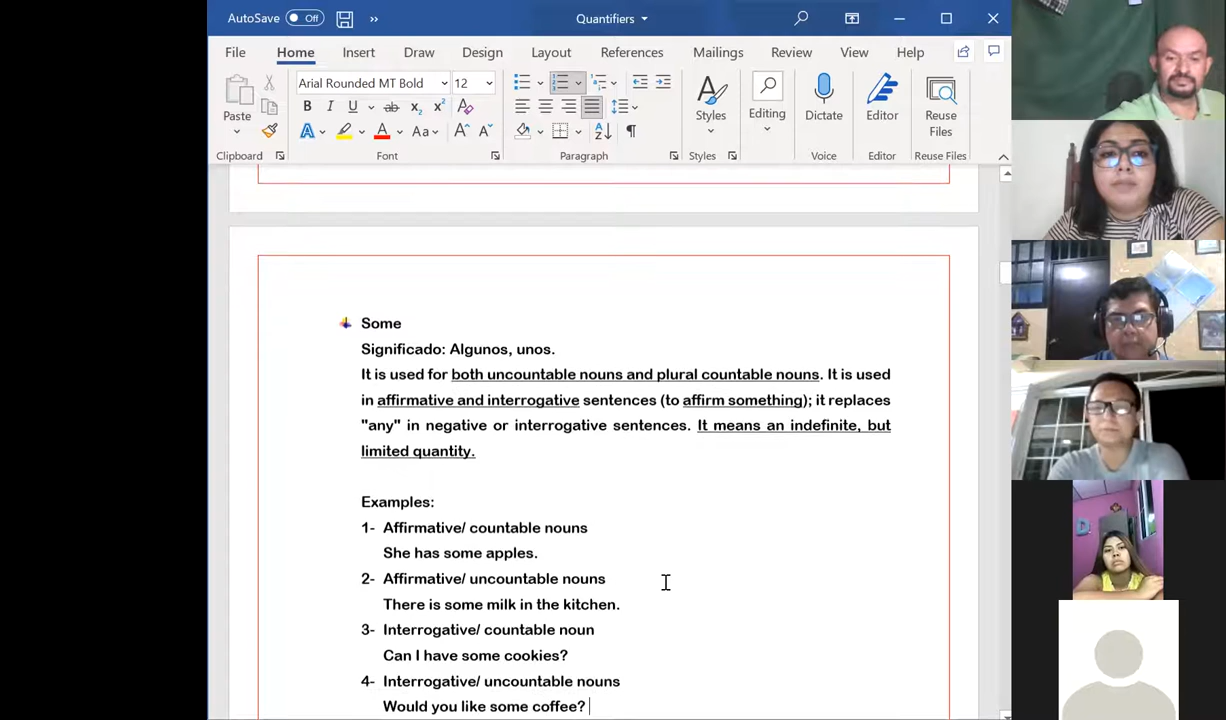 AutoSave Off Quantifiers
File Home Insert Draw Design Layout References Mailings Review View Help
Arial Rounded MT Bold 12
Paste Styles Editing Dictate Editor Reuse Files
B I U ab x2 x2 A
A A Aa A A
Clipboard Font Paragraph Styles Voice Editor Reuse Files
Some
Significado: Algunos, unos.
It is used for both uncountable nouns and plural countable nouns. It is used
in affirmative and interrogative sentences (to affirm something); it replaces
"any" in negative or interrogative sentences. It means an indefinite, but
limited quantity.
Examples:
1- Affirmative/ countable nouns
She has some apples.
2- Affirmative/ uncountable nouns
There is some milk in the kitchen.
3- Interrogative/ countable noun
Can I have some cookies?
4- Interrogative/ uncountable nouns
Would you like some coffee?